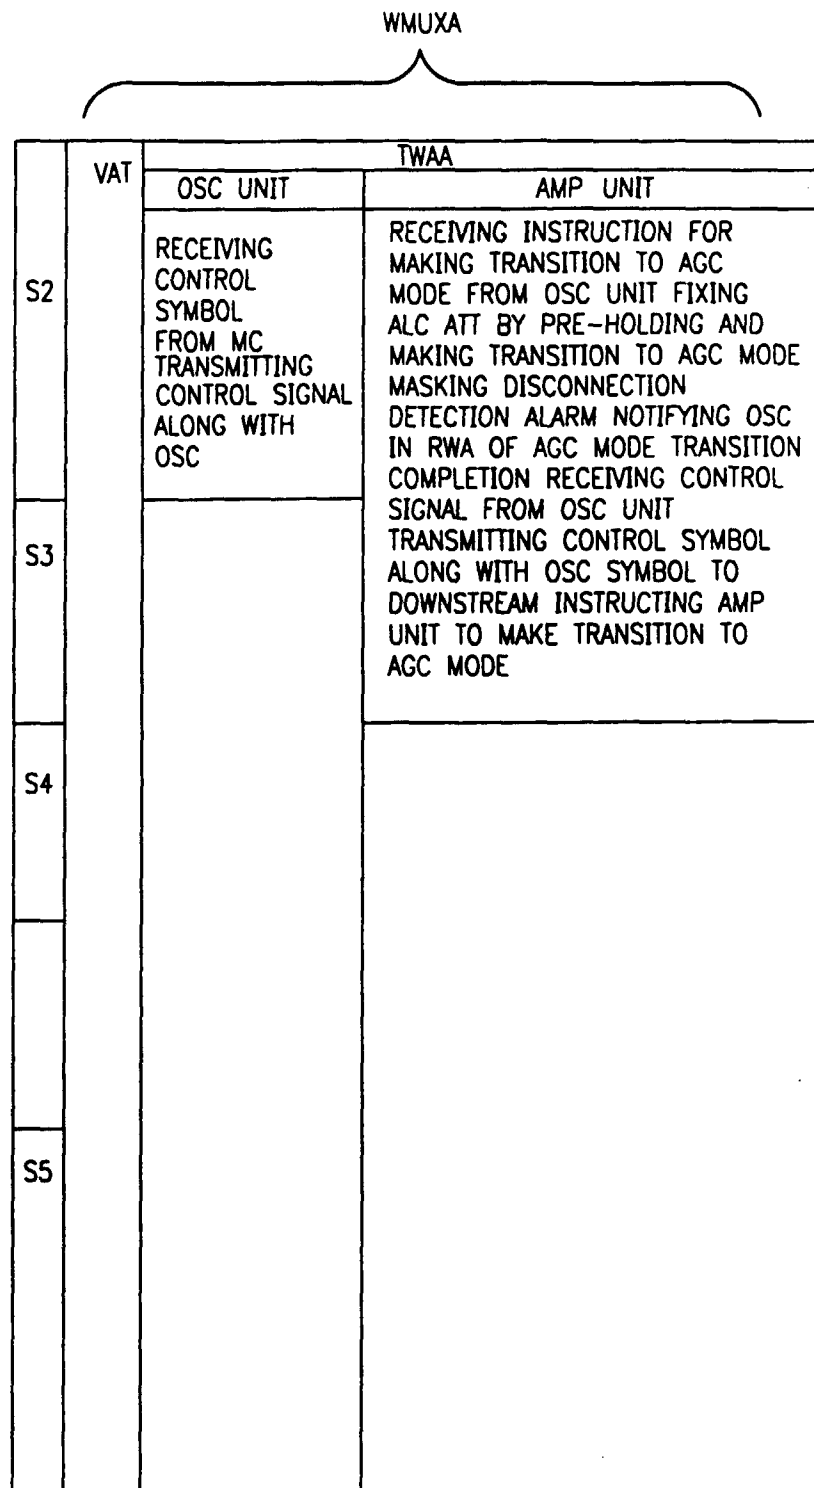 WMUXA
TWAA
VAT
OSC UNIT
AMP UNIT
S2
RECEIVING
CONTROL
SYMBOL
FROM MC
TRANSMITTING
CONTROL SIGNAL
ALONG WITH
OSC
RECEIVING INSTRUCTION FOR
MAKING TRANSITION TO AGC
MODE FROM OSC UNIT FIXING
ALC ATT BY PRE-HOLDING AND
MAKING TRANSITION TO AGC MODE
MASKING DISCONNECTION
DETECTION ALARM NOTIFYING OSC
IN RWA OF AGC MODE TRANSITION
COMPLETION RECEIVING CONTROL
SIGNAL FROM OSC UNIT
TRANSMITTING CONTROL SYMBOL
ALONG WITH OSC SYMBOL TO
DOWNSTREAM INSTRUCTING AMP
UNIT TO MAKE TRANSITION TO
AGC MODE
S3
S4
S5